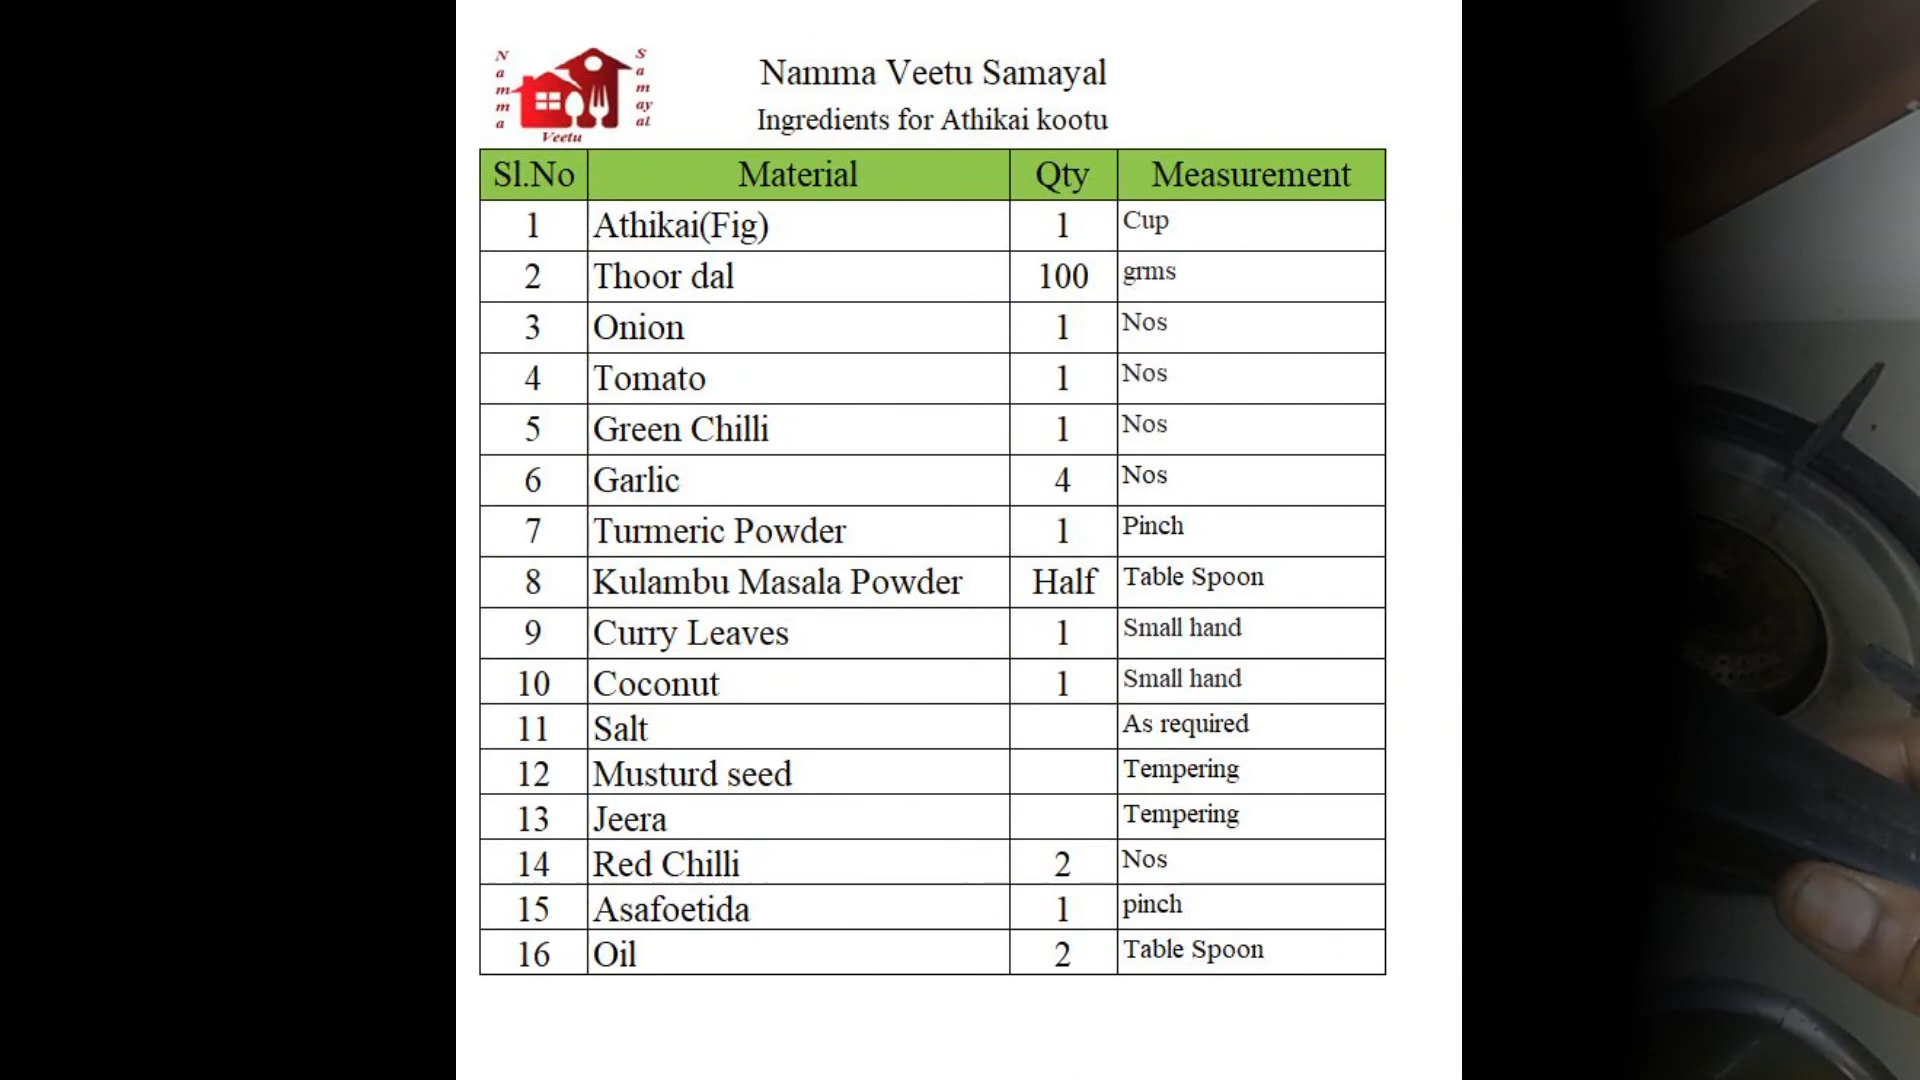 Namma
Samayal
Veetu
Namma Veetu Samayal
Ingredients for Athikai kootu
Sl.No Material Qty Measurement
1 Athikai(Fig) 1 Cup
2 Thoor dal 100 grms
3 Onion 1 Nos
4 Tomato 1 Nos
5 Green Chilli 1 Nos
6 Garlic 4 Nos
7 Turmeric Powder 1 Pinch
8 Kulambu Masala Powder Half Table Spoon
9 Curry Leaves 1 Small hand
10 Coconut 1 Small hand
11 Salt As required
12 Musturd seed Tempering
13 Jeera Tempering
14 Red Chilli 2 Nos
15 Asafoetida 1 pinch
16 Oil 2 Table Spoon